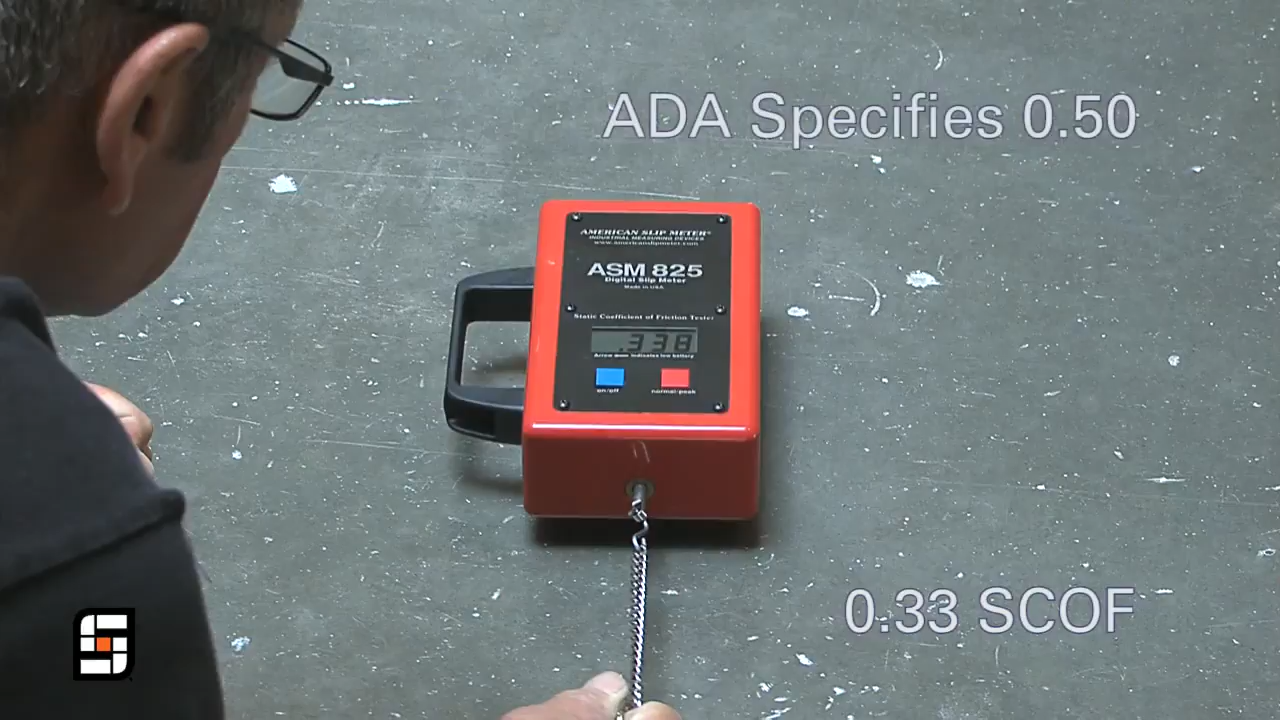 ADA Specifies 0.50
AMERICAN SLIP METER®
INDUSTRIAL MEASURING DEVICES
www.americanslipmeter.com
ASM 825
Digital Slip Meter
Made in USA
Static Coefficient of Friction Tester
.338
Arrow indicates low battery
on/off normal/peak
0.33 SCOF